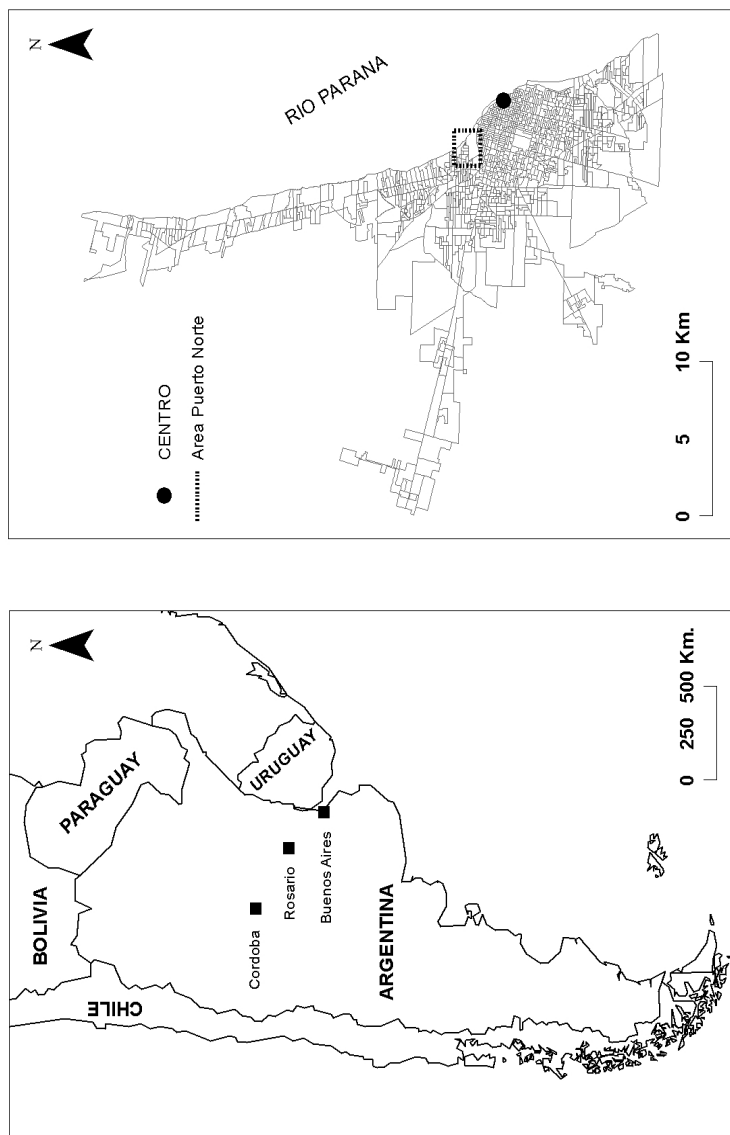 N
BOLIVIA
PARAGUAY
CHILE
URUGUAY
Cordoba
Rosario
Buenos Aires
ARGENTINA
0 250 500 Km.
N
RIO PARANA
CENTRO
Area Puerto Norte
0 5 10 Km